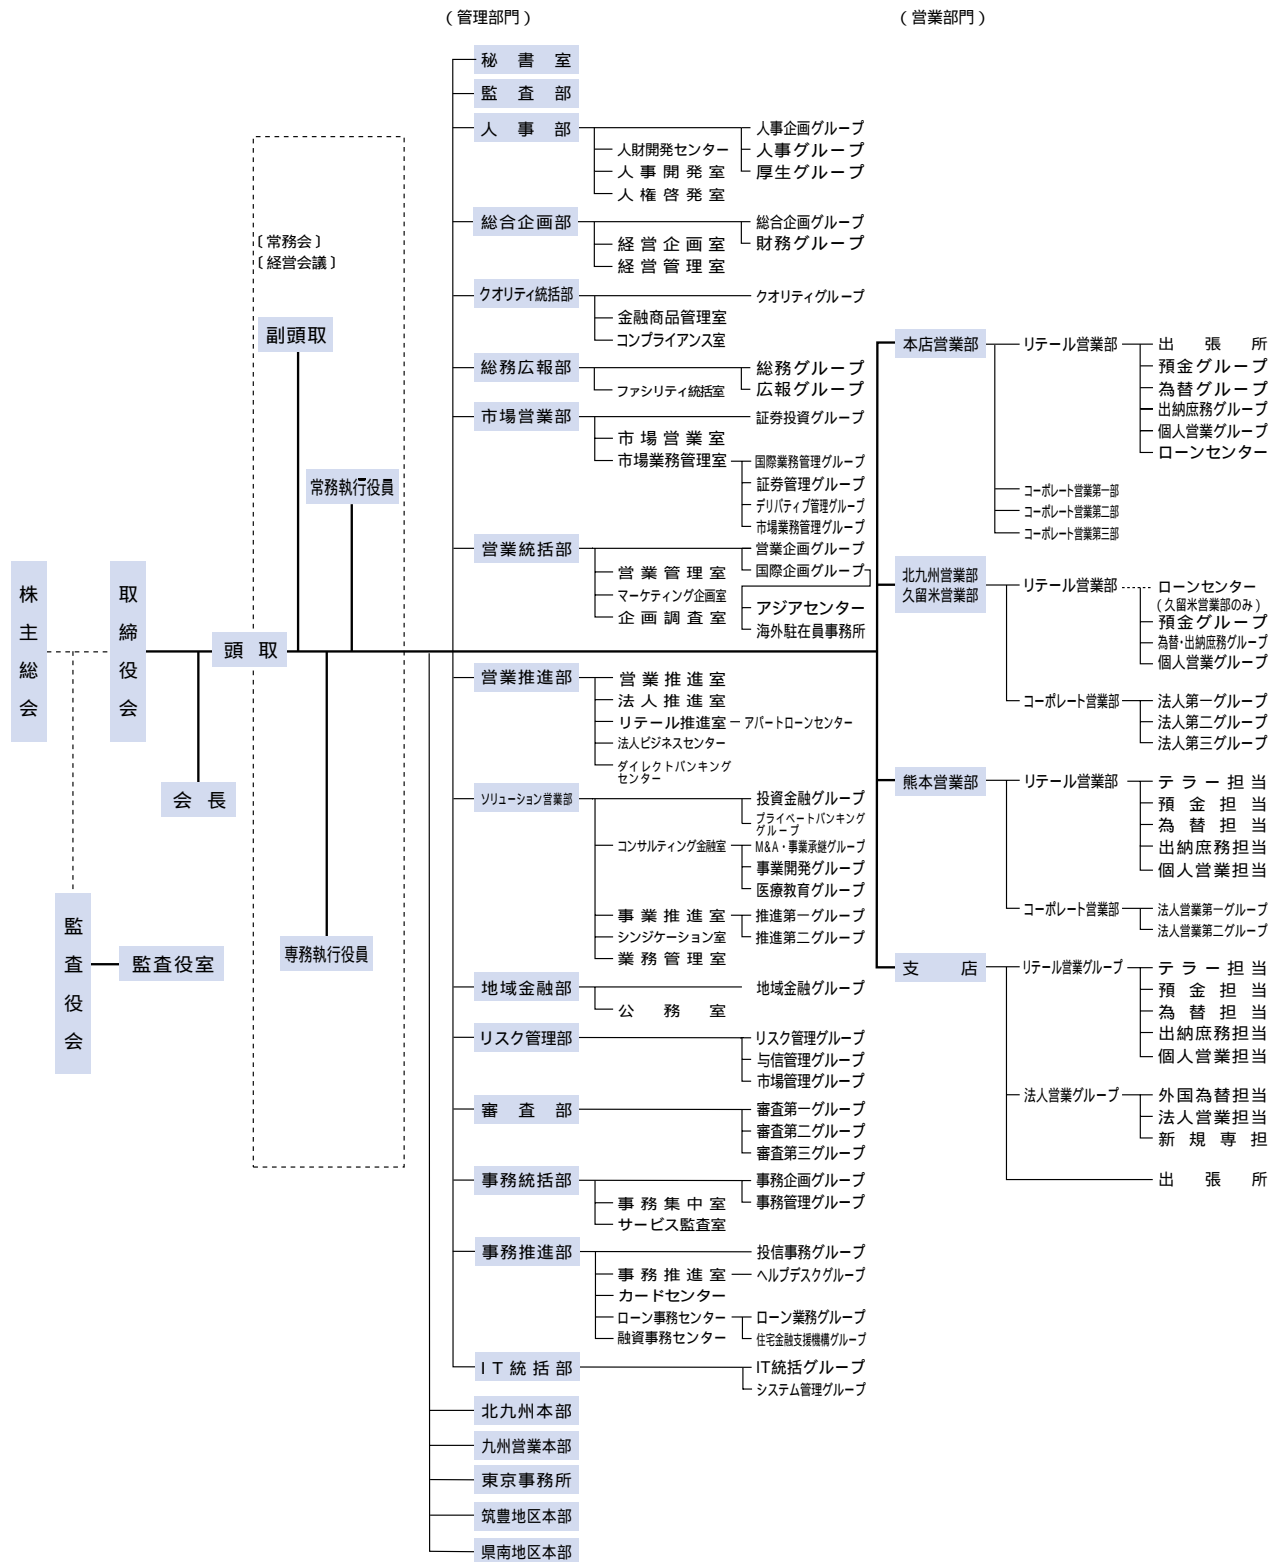 (管理部門)
(営業部門)
秘書室
監査部
人事部
人事企画グループ
人財開発センター
人事グループ
人事開発室
厚生グループ
人権啓発室
総合企画部
総合企画グループ
経営企画室
財務グループ
経営管理室
〔常務会〕
〔経営会議〕
クオリティ統括部
クオリティグループ
金融商品管理室
コンプライアンス室
総務広報部
総務グループ
ファシリティ統括室
広報グループ
市場営業部
証券投資グループ
市場営業室
市場業務管理室
国際業務管理グループ
証券管理グループ
デリバティブ管理グループ
市場業務管理グループ
営業統括部
営業企画グループ
営業管理室
国際企画グループ
マーケティング企画室
企画調査室
アジアセンター
海外駐在員事務所
副頭取
常務執行役員
株主総会
取締役会
頭取
会長
監査役会
監査役室
専務執行役員
営業推進部
営業推進室
法人推進室
リテール推進室
アパートローンセンター
法人ビジネスセンター
ダイレクトバンキング
センター
ソリューション営業部
投資金融グループ
プライベートバンキング
グループ
コンサルティング金融室
M&A・事業承継グループ
事業開発グループ
医療教育グループ
事業推進室
推進第一グループ
シンジケーション室
推進第二グループ
業務管理室
地域金融部
地域金融グループ
公務室
リスク管理部
リスク管理グループ
与信管理グループ
市場管理グループ
審査部
審査第一グループ
審査第二グループ
審査第三グループ
事務統括部
事務企画グループ
事務集中室
事務管理グループ
サービス監査室
事務推進部
投信事務グループ
事務推進室
ヘルプデスクグループ
カードセンター
ローン事務センター
ローン業務グループ
融資事務センター
住宅金融支援機構グループ
IT統括部
IT統括グループ
システム管理グループ
北九州本部
九州営業本部
東京事務所
筑豊地区本部
県南地区本部
本店営業部
リテール営業部
出張所
預金グループ
為替グループ
出納庶務グループ
個人営業グループ
ローンセンター
コーポレート営業第一部
コーポレート営業第二部
コーポレート営業第三部
北九州営業部
久留米営業部
リテール営業部
ローンセンター
(久留米営業部のみ)
預金グループ
為替・出納庶務グループ
個人営業グループ
コーポレート営業部
法人第一グループ
法人第二グループ
法人第三グループ
熊本営業部
リテール営業部
テラー担当
預金担当
為替担当
出納庶務担当
個人営業担当
コーポレート営業部
法人営業第一グループ
法人営業第二グループ
支店
リテール営業グループ
テラー担当
預金担当
為替担当
出納庶務担当
個人営業担当
法人営業グループ
外国為替担当
法人営業担当
新規専担
出張所